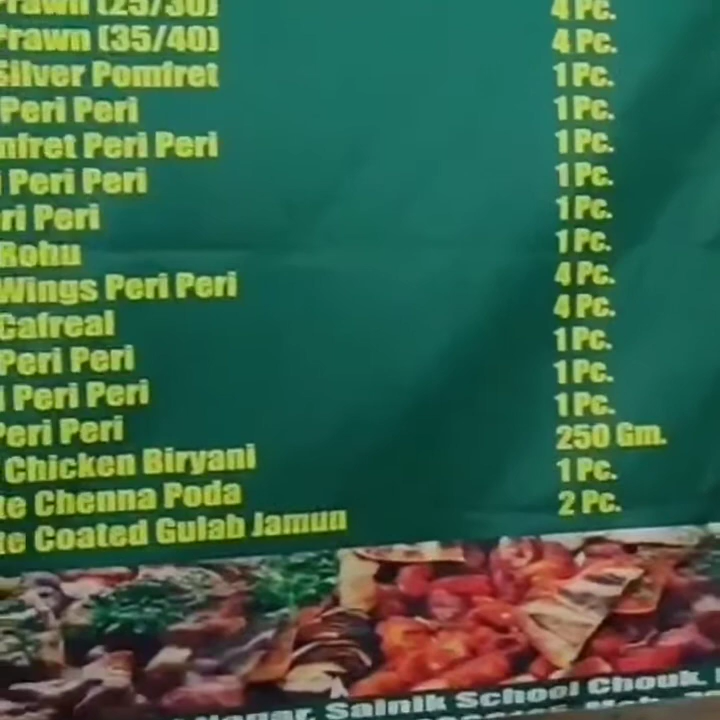 Prawn (25/30) 4 Pc.
Prawn (35/40) 4 Pc.
Silver Pomfret 1 Pc.
Peri Peri 1 Pc.
mfret Peri Peri 1 Pc.
Peri Peri 1 Pc.
ri Peri 1 Pc.
Rohu 1 Pc.
Wings Peri Peri 4 Pc.
Cafreal 4 Pc.
Peri Peri 1 Pc.
Peri Peri 1 Pc.
Peri Peri 1 Pc.
Chicken Biryani 250 Gm.
te Chenna Poda 1 Pc.
te Coated Gulab Jamun 2 Pc.
Sainik School Chouk,